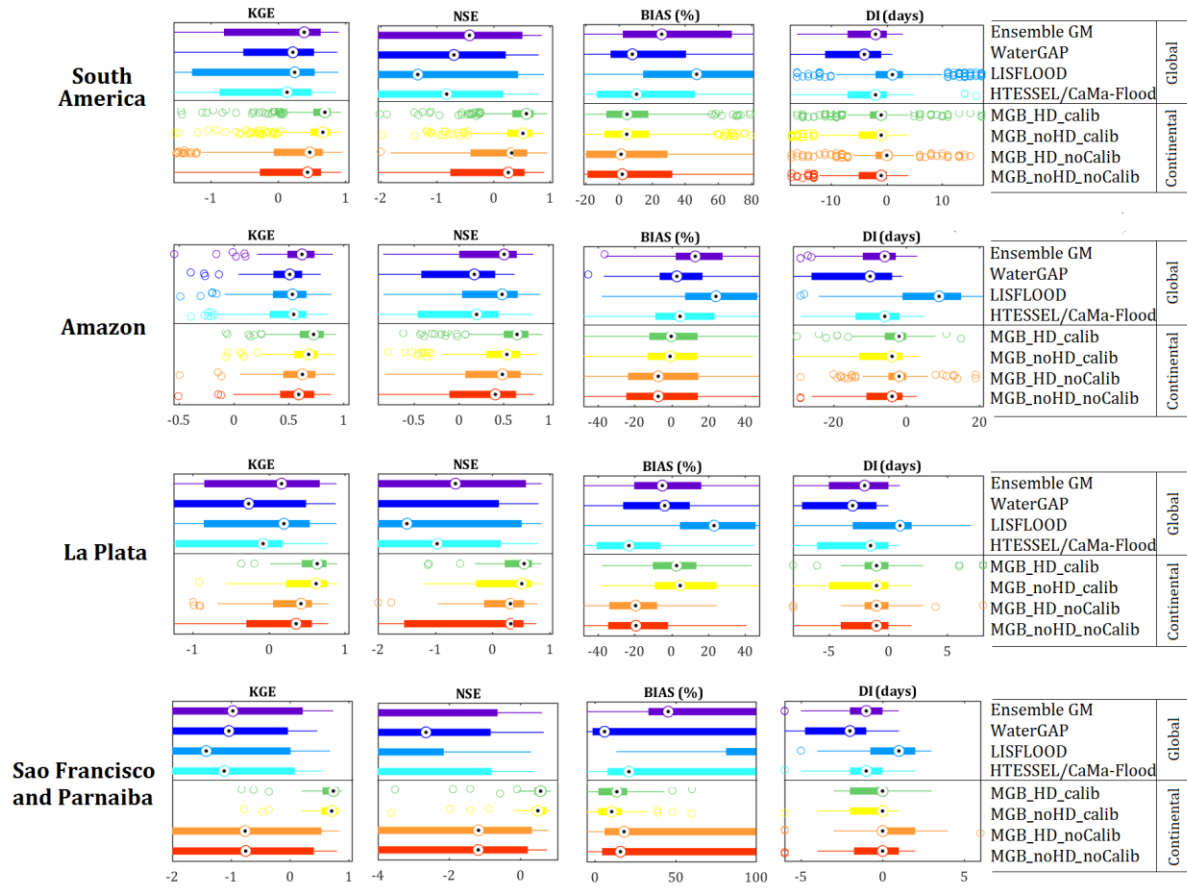 KGE NSE BIAS (%) DI (days)
South
America
Ensemble GM
WaterGAP
LISFLOOD
HTESSEL/CaMa-Flood
Global
MGB_HD_calib
MGB_noHD_calib
MGB_HD_noCalib
MGB_noHD_noCalib
Continental
-1 0 1 -2 -1 0 1 0 20 40 60 80 -10 0 10
KGE NSE BIAS (%) DI (days)
Amazon
Ensemble GM
WaterGAP
LISFLOOD
HTESSEL/CaMa-Flood
Global
MGB_HD_calib
MGB_noHD_calib
MGB_HD_noCalib
MGB_noHD_noCalib
Continental
-0.5 0 0.5 1 -0.5 0 0.5 1 -40 -20 0 20 40 -20 0 20
KGE NSE BIAS (%) DI (days)
La Plata
Ensemble GM
WaterGAP
LISFLOOD
HTESSEL/CaMa-Flood
Global
MGB_HD_calib
MGB_noHD_calib
MGB_HD_noCalib
MGB_noHD_noCalib
Continental
-1 0 1 -2 -1 0 1 -40 -20 0 20 40 -5 0 5
KGE NSE BIAS (%) DI (days)
Sao Francisco
and Parnaiba
Ensemble GM
WaterGAP
LISFLOOD
HTESSEL/CaMa-Flood
Global
MGB_HD_calib
MGB_noHD_calib
MGB_HD_noCalib
MGB_noHD_noCalib
Continental
-2 -1 0 1 -4 -2 0 0 50 100 -5 0 5